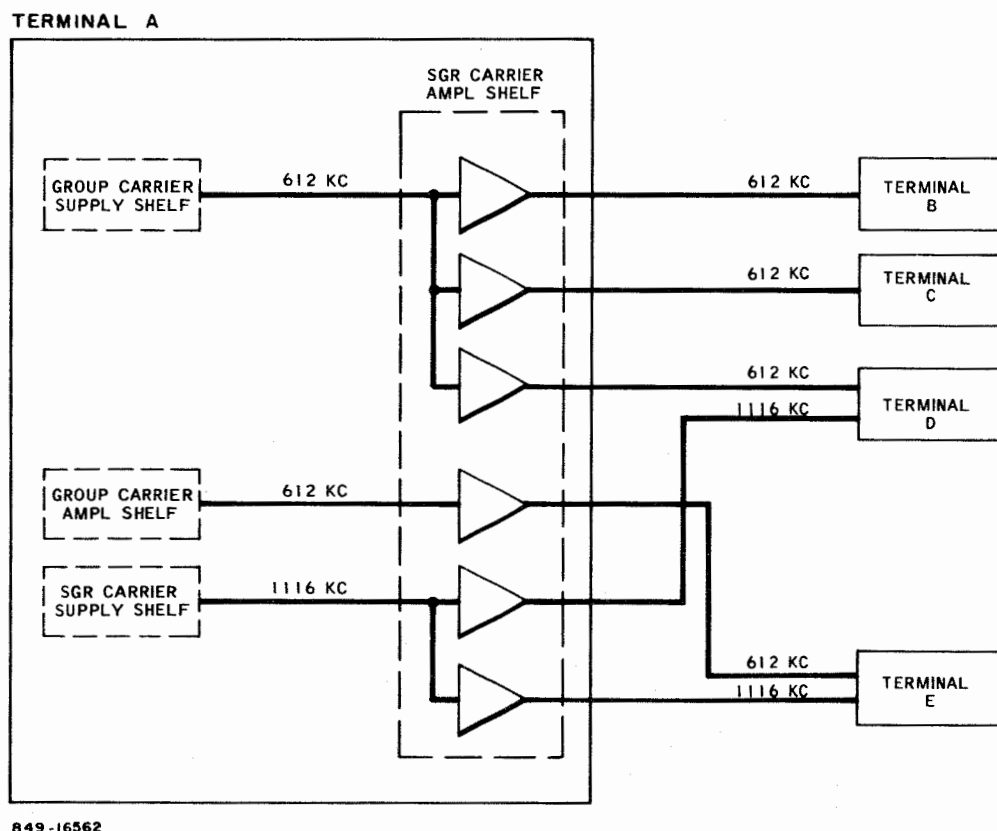 TERMINAL A
SGR CARRIER
AMPL SHELF
GROUP CARRIER
SUPPLY SHELF
612 KC
612 KC
TERMINAL
B
612 KC
TERMINAL
C
612 KC
1116 KC
TERMINAL
D
GROUP CARRIER
AMPL SHELF
612 KC
SGR CARRIER
SUPPLY SHELF
1116 KC
612 KC
1116 KC
TERMINAL
E
849-16562